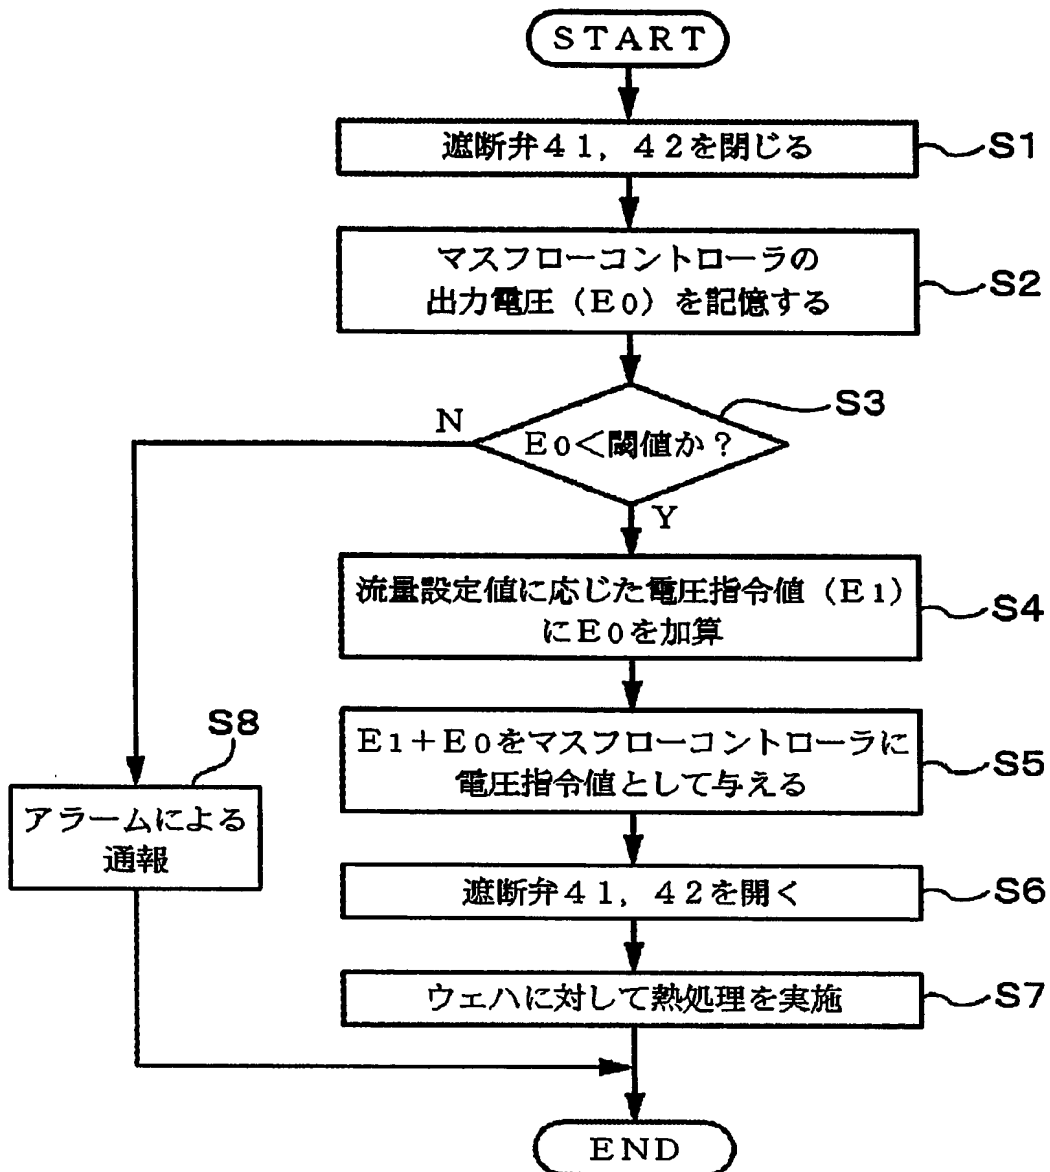 START
遮断弁41，42を閉じる
S1
マスフローコントローラの
出力電圧（E0）を記憶する
S2
S3
N
E0＜閾値か？
Y
流量設定値に応じた電圧指令値（E1）
にE0を加算
S4
E1＋E0をマスフローコントローラに
電圧指令値として与える
S5
S8
アラームによる
通報
遮断弁41，42を開く
S6
ウェハに対して熱処理を実施
S7
END